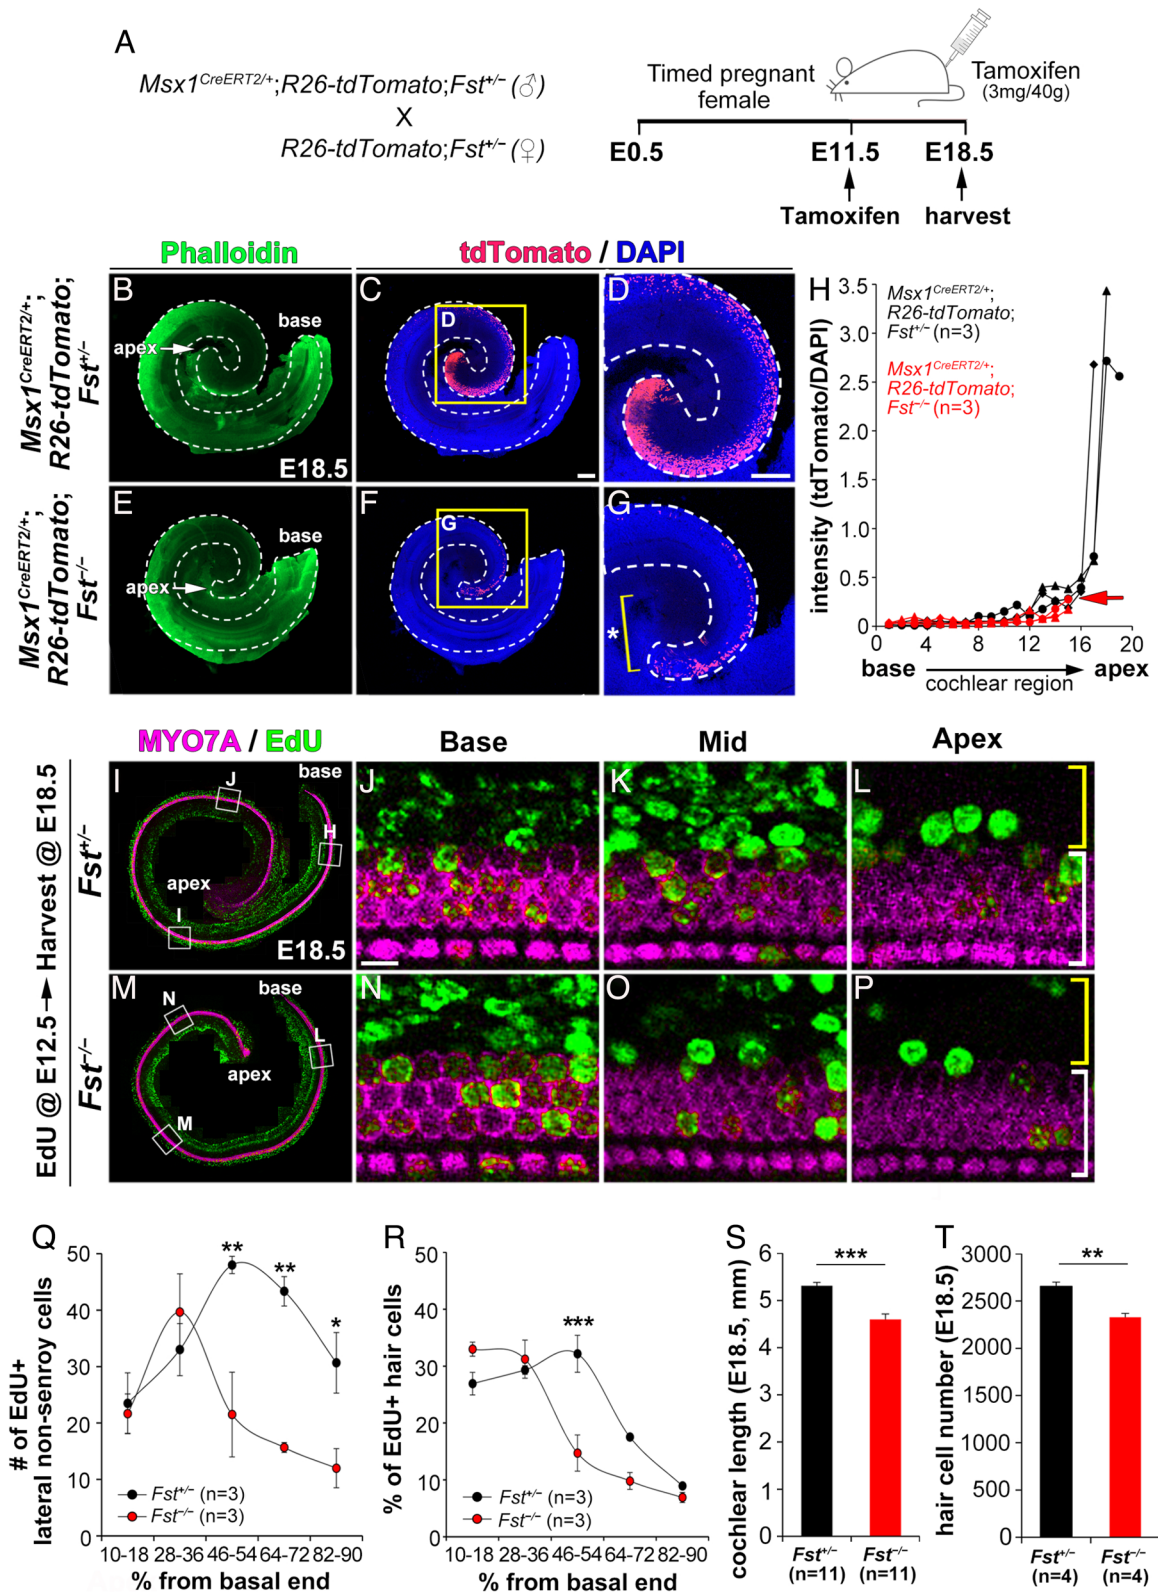 A
Msx1CreERT2/+;R26-tdTomato;Fst+/– (♂)
X
R26-tdTomato;Fst+/– (♀)
Timed pregnant
female
Tamoxifen
(3mg/40g)
E0.5 E11.5 E18.5
Tamoxifen harvest
Phalloidin tdTomato / DAPI
Msx1CreERT2/+;
R26-tdTomato;
Fst+/–
B
apex
base
E18.5
C
D
D
Msx1CreERT2/+;
R26-tdTomato;
Fst–/–
E
apex
base
F
G
G
*
H
intensity (tdTomato/DAPI)
3.5
3.0
2.5
2.0
1.5
1.0
0.5
0
Msx1CreERT2/+;
R26-tdTomato;
Fst+/– (n=3)
Msx1CreERT2/+;
R26-tdTomato;
Fst–/– (n=3)
0 4 8 12 16 20
base apex
cochlear region
MYO7A / EdU Base Mid Apex
EdU @ E12.5 Harvest @ E18.5
Fst+/–
I
J
base
H
apex
I
E18.5
J
K
L
Fst–/–
M
N
base
L
apex
M
N
O
P
Q
# of EdU+
lateral non-senroy cells
50
40
30
20
10
0
** ** *
Fst+/– (n=3)
Fst–/– (n=3)
10-18 28-36 46-54 64-72 82-90
% from basal end
R
% of EdU+ hair cells
50
40
30
20
10
0
***
Fst+/– (n=3)
Fst–/– (n=3)
10-18 28-36 46-54 64-72 82-90
% from basal end
S
cochlear length (E18.5, mm)
6
5
4
3
2
1
0
***
Fst+/– Fst–/–
(n=11) (n=11)
T
hair cell number (E18.5)
3000
2500
2000
1500
1000
500
0
**
Fst+/– Fst–/–
(n=4) (n=4)